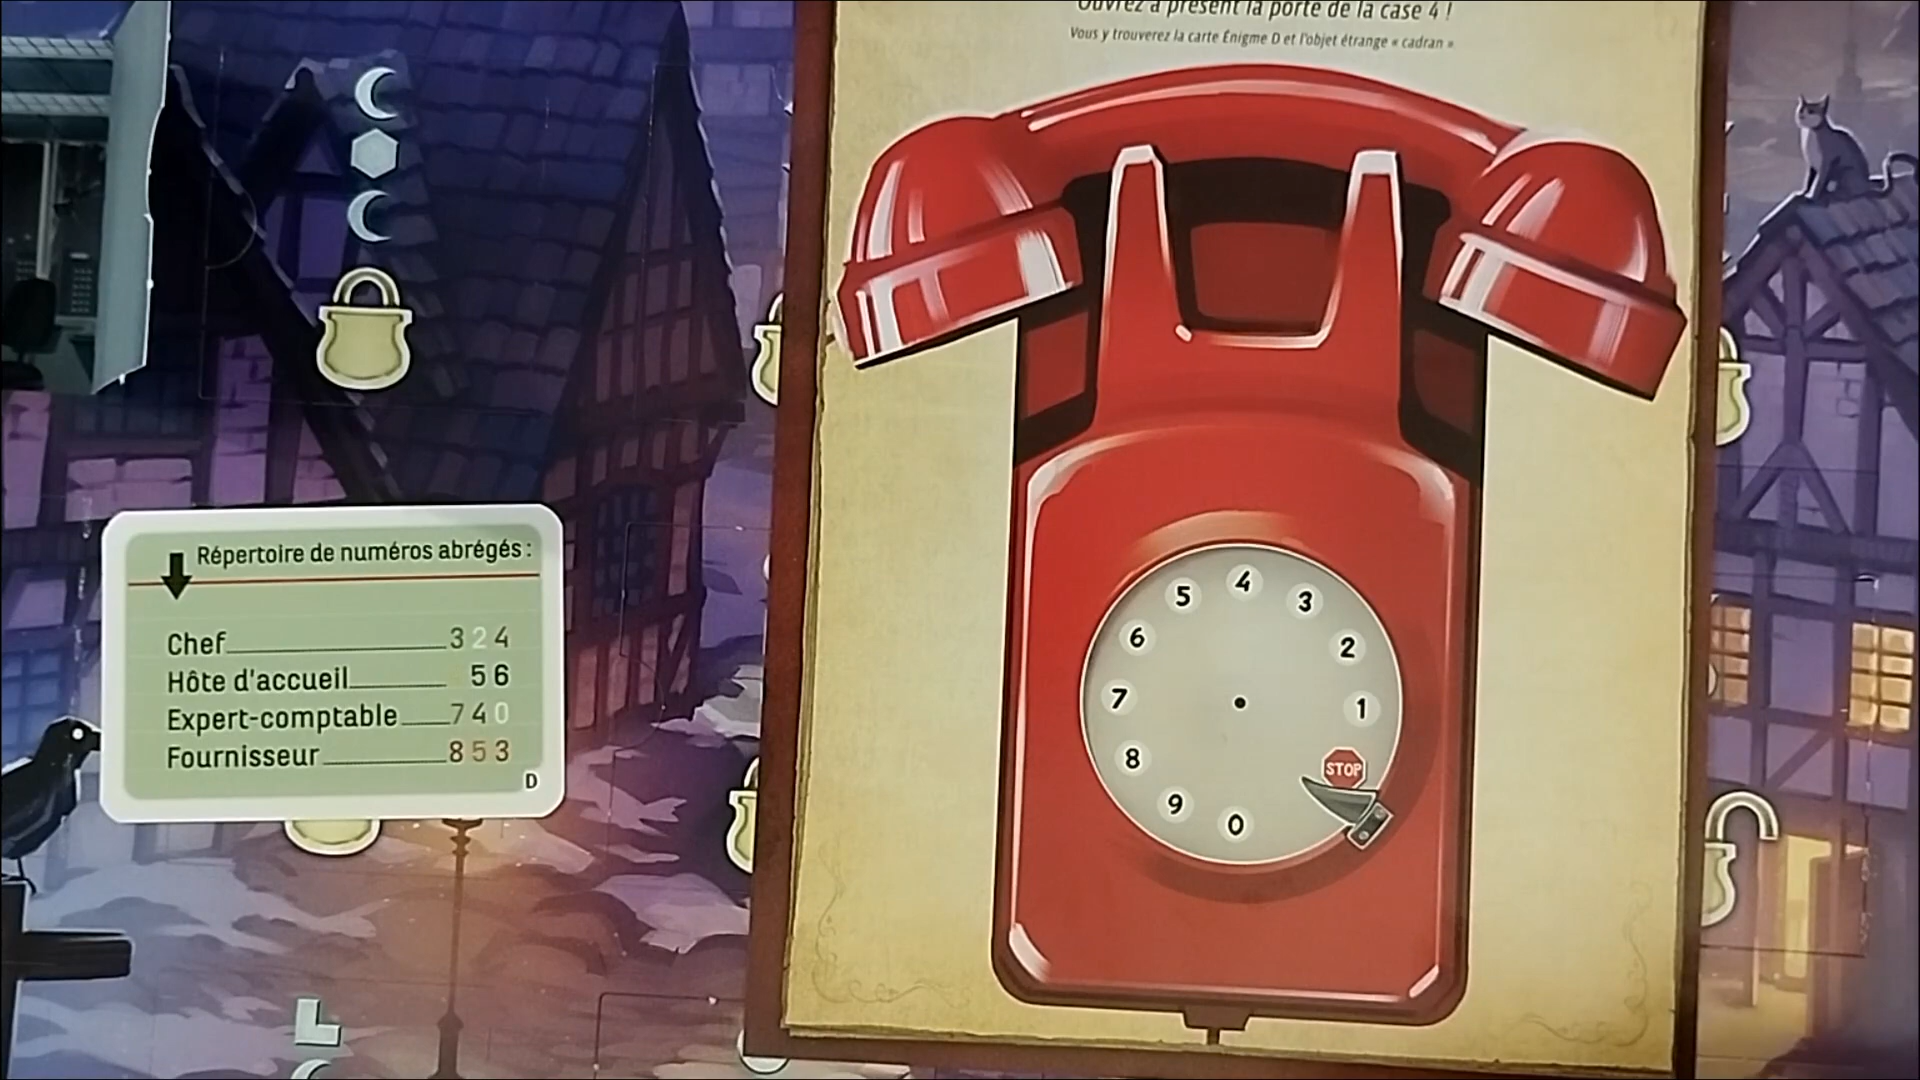 Ouvrez à présent la porte de la case 4 !
Vous y trouverez la carte Énigme D et l'objet étrange « cadran »
Répertoire de numéros abrégés :
Chef 3 2 4
Hôte d'accueil 5 6
Expert-comptable 7 4 0
Fournisseur 8 5 3
D
4
5
3
6
2
7
1
8
STOP
9
0